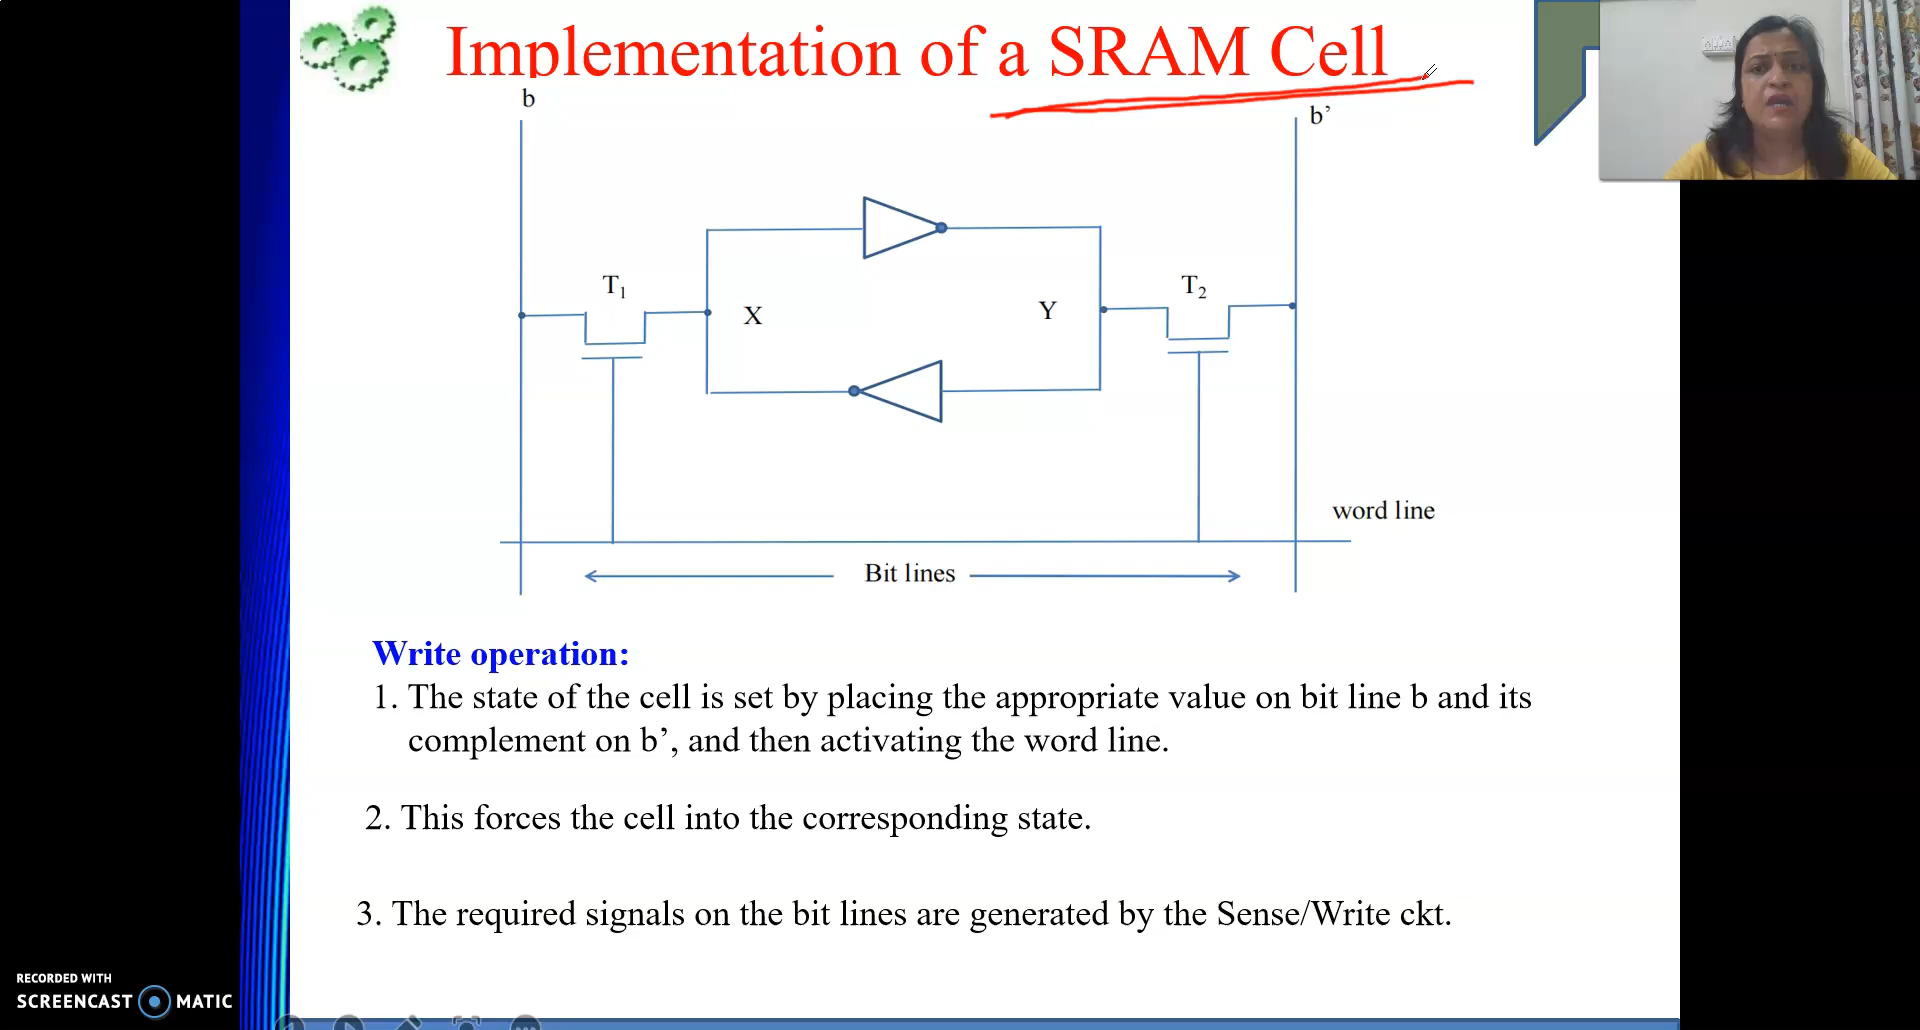 Implementation of a SRAM Cell
b
b’
T1
T2
X
Y
word line
Bit lines
Write operation:
1. The state of the cell is set by placing the appropriate value on bit line b and its
complement on b’, and then activating the word line.
2. This forces the cell into the corresponding state.
3. The required signals on the bit lines are generated by the Sense/Write ckt.
RECORDED WITH
SCREENCAST MATIC